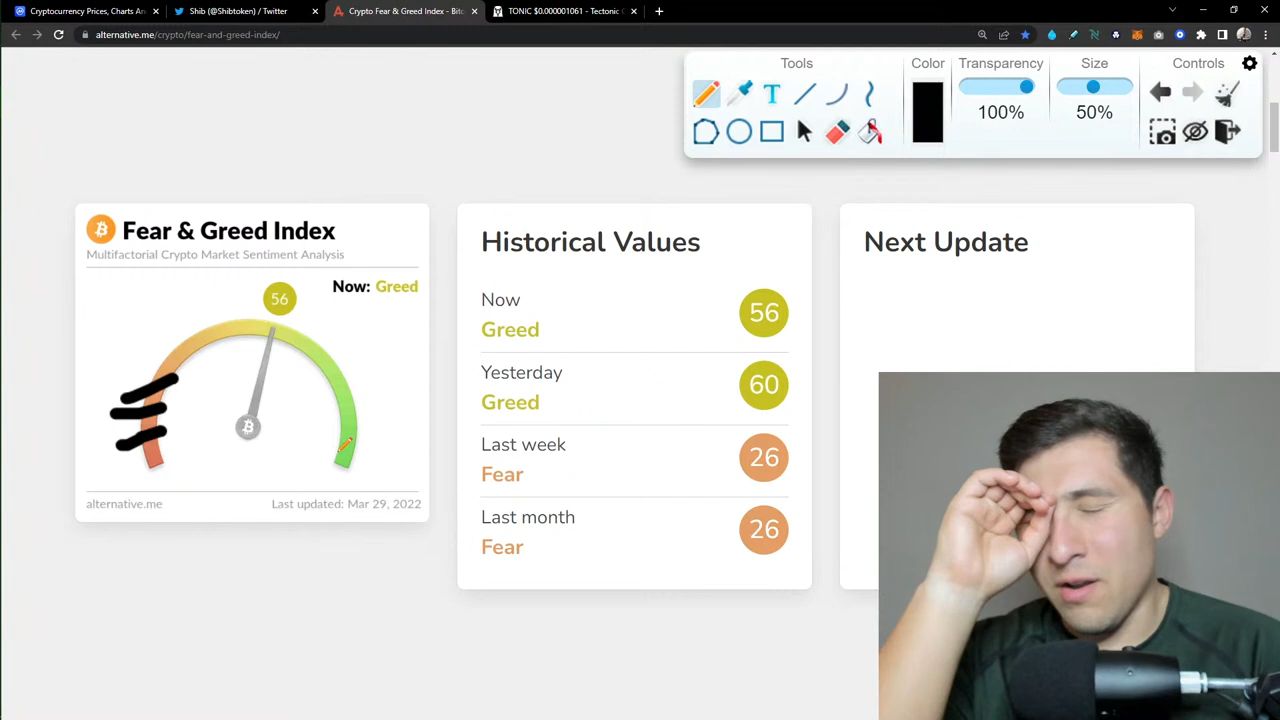 Cryptocurrency Prices, Charts An
Shib (@Shibtoken) / Twitter
Crypto Fear & Greed Index - Bitc
TONIC $0.000001061 - Tectonic C
alternative.me/crypto/fear-and-greed-index/
Tools
Color
Transparency
Size
Controls
T
100%
50%
Fear & Greed Index
Multifactorial Crypto Market Sentiment Analysis
Now: Greed
56
alternative.me
Last updated: Mar 29, 2022
Historical Values
Now
Greed
56
Yesterday
Greed
60
Last week
Fear
26
Last month
Fear
26
Next Update